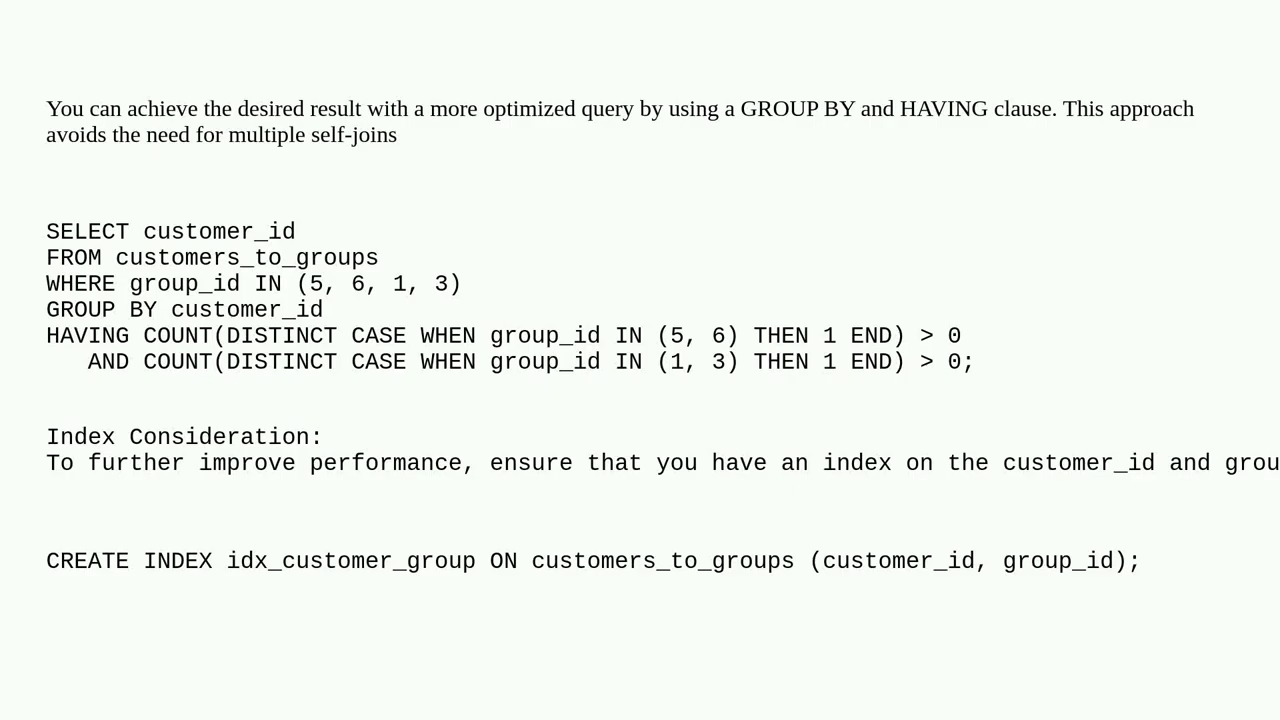 You can achieve the desired result with a more optimized query by using a GROUP BY and HAVING clause. This approach
avoids the need for multiple self-joins
SELECT customer_id
FROM customers_to_groups
WHERE group_id IN (5, 6, 1, 3)
GROUP BY customer_id
HAVING COUNT(DISTINCT CASE WHEN group_id IN (5, 6) THEN 1 END) > 0
   AND COUNT(DISTINCT CASE WHEN group_id IN (1, 3) THEN 1 END) > 0;
Index Consideration:
To further improve performance, ensure that you have an index on the customer_id and
CREATE INDEX idx_customer_group ON customers_to_groups (customer_id, group_id);